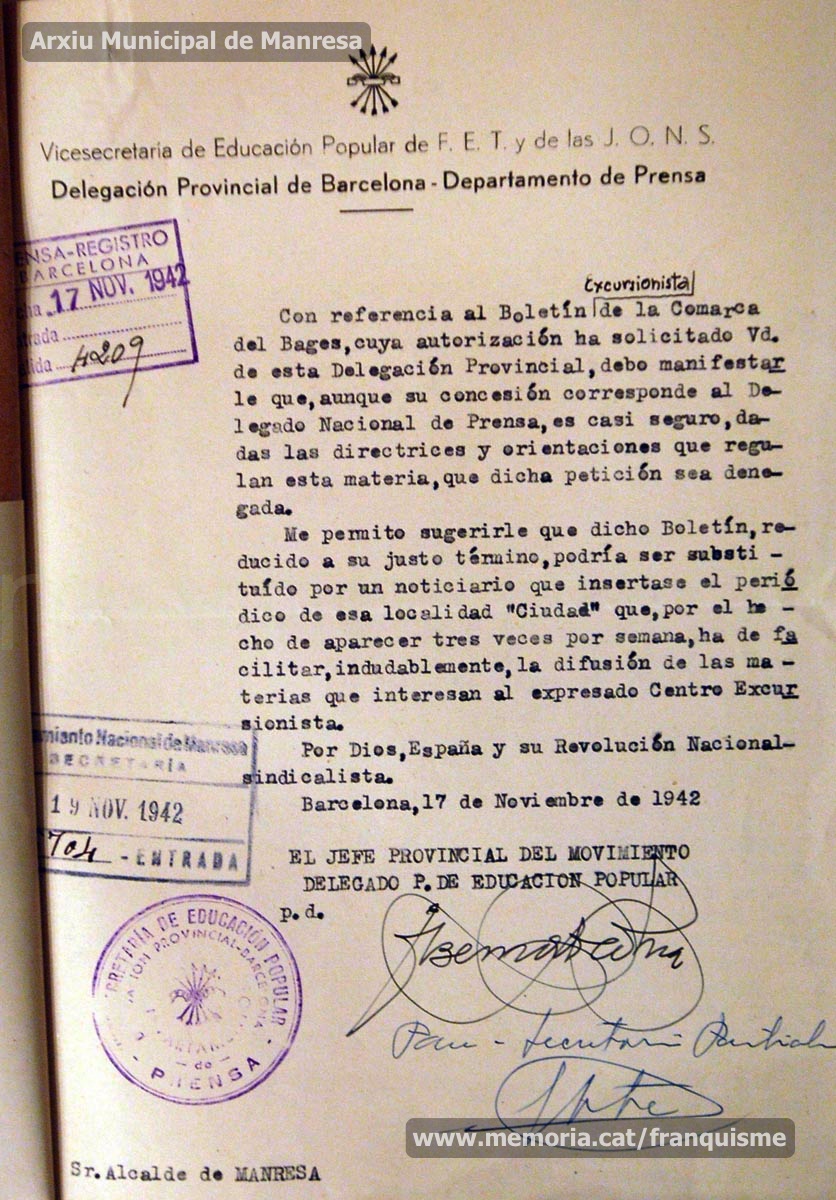 Arxiu Municipal de Manresa
Vicesecretaria de Educación Popular de F. E. T. y de las J. O. N. S.
Delegación Provincial de Barcelona - Departamento de Prensa
ENSA-REGISTRO
BARCELONA
17 NOV. 1942
4209
Excursionista
Con referencia al Boletín de la Comarca
del Bages, cuya autorización ha solicitado Vd.
de esta Delegación Provincial, debo manifestar
le que, aunque su concesión corresponde al De-
legado Nacional de Prensa, es casi seguro, da-
das las directrices y orientaciones que regu-
lan esta materia, que dicha petición sea dene-
gada.
Me permito sugerirle que dicho Boletín, re-
ducido a su justo término, podría ser substi-
tuído por un noticiario que insertase el perió
dico de esa localidad "Ciudad" que, por el he-
cho de aparecer tres veces por semana, ha de fa
cilitar, indudablemente, la difusión de las ma-
terias que interesan al expresado Centro Excur
sionista.
Por Dios, España y su Revolución Nacional-
sindicalista.
Barcelona, 17 de Noviembre de 1942
miento Nacional de Manresa
SECRETARÍA
19 NOV. 1942
704 - ENTRADA
EL JEFE PROVINCIAL DEL MOVIMIENTO
DELEGADO P. DE EDUCACION POPULAR
p.d.
SECRETARÍA DE EDUCACIÓN POPULAR
PROVINCIAL-BARCELONA
de
PRENSA
www.memoria.cat/franquisme
Sr. Alcalde de MANRESA